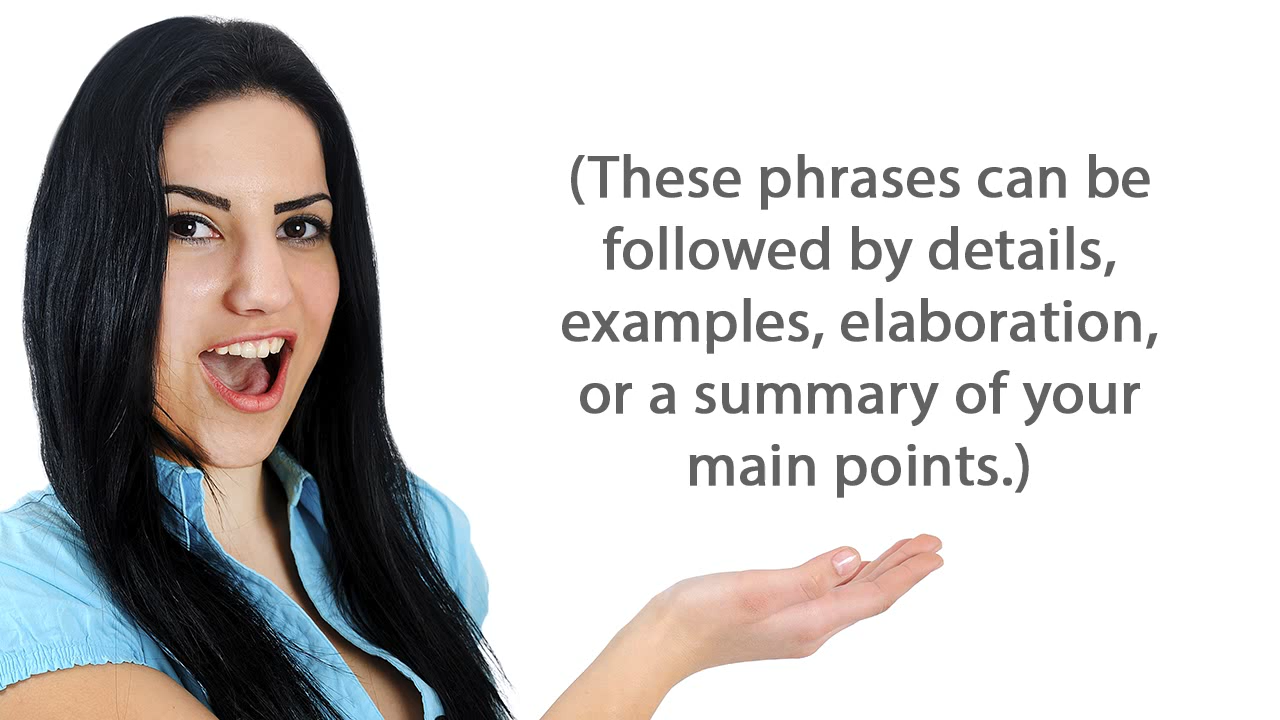 (These phrases can be
followed by details,
examples, elaboration,
or a summary of your
main points.)